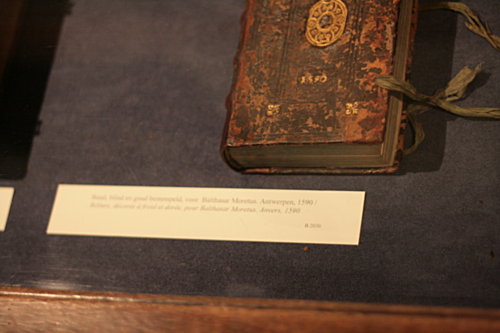 1590
Band, blind en goud bestempeld, voor Balthasar Moretus. Antwerpen, 1590 /
Reliure, décorée à froid et dorée, pour Balthasar Moretus. Anvers, 1590